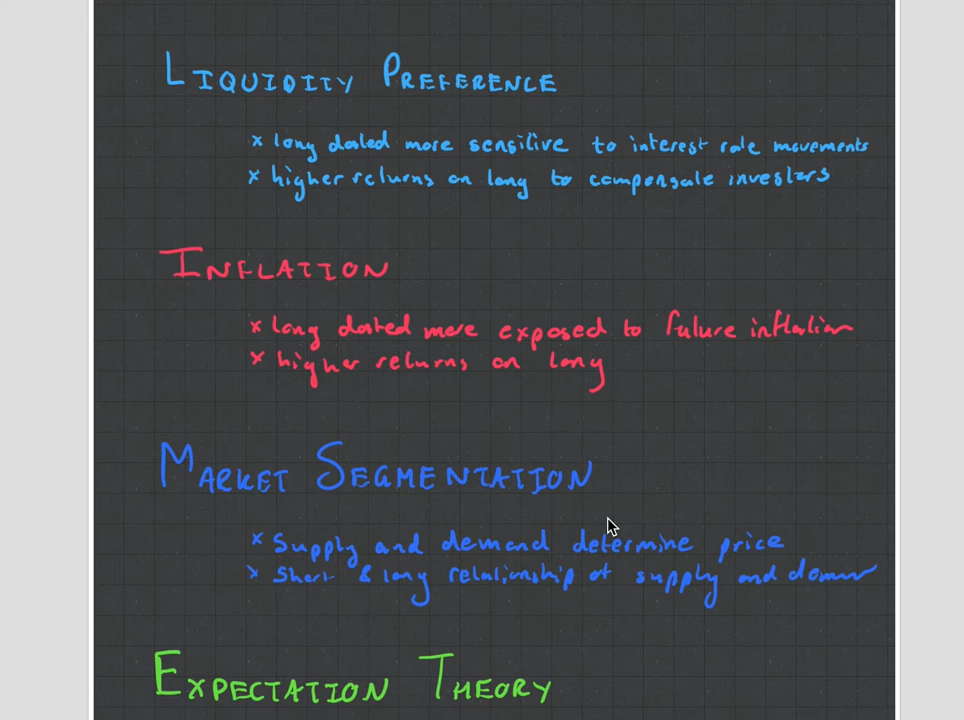 LIQUIDITY PREFERENCE
x long dated more sensitive to interest rate movements
x higher returns on long to compensate investors
INFLATION
x long dated more exposed to future inflation
x higher returns on long
MARKET SEGMENTATION
x Supply and demand determine price
x Short & long relationship of supply and deman
EXPECTATION THEORY